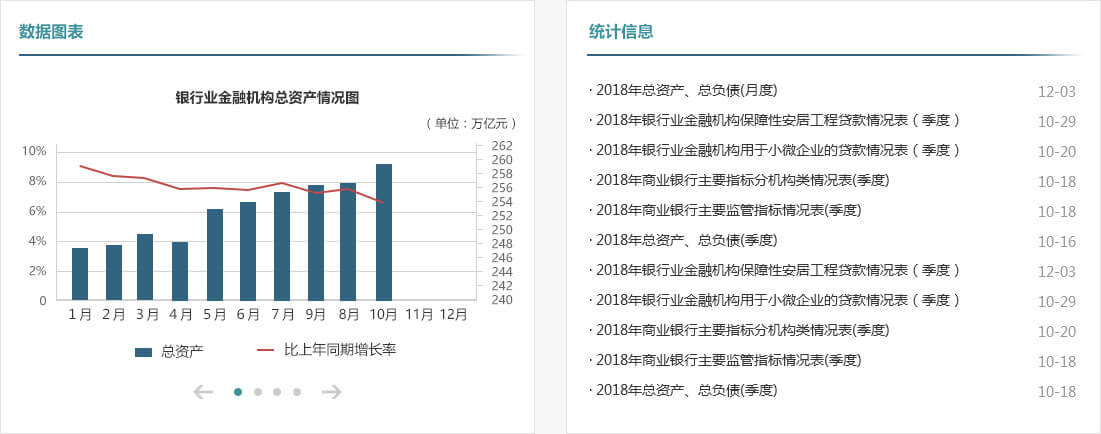 数据图表
银行业金融机构总资产情况图
（单位：万亿元）
10%
8%
6%
4%
2%
0
262
260
258
256
254
252
250
248
246
244
242
240
1月 2月 3月 4月 5月 6月 7月 9月 8月 10月 11月 12月
总资产 比上年同期增长率
统计信息
· 2018年总资产、总负债(月度) 12-03
· 2018年银行业金融机构保障性安居工程贷款情况表（季度） 10-29
· 2018年银行业金融机构用于小微企业的贷款情况表（季度） 10-20
· 2018年商业银行主要指标分机构类情况表(季度) 10-18
· 2018年商业银行主要监管指标情况表(季度) 10-18
· 2018年总资产、总负债(季度) 10-16
· 2018年银行业金融机构保障性安居工程贷款情况表（季度） 12-03
· 2018年银行业金融机构用于小微企业的贷款情况表（季度） 10-29
· 2018年商业银行主要指标分机构类情况表(季度) 10-20
· 2018年商业银行主要监管指标情况表(季度) 10-18
· 2018年总资产、总负债(季度) 10-18